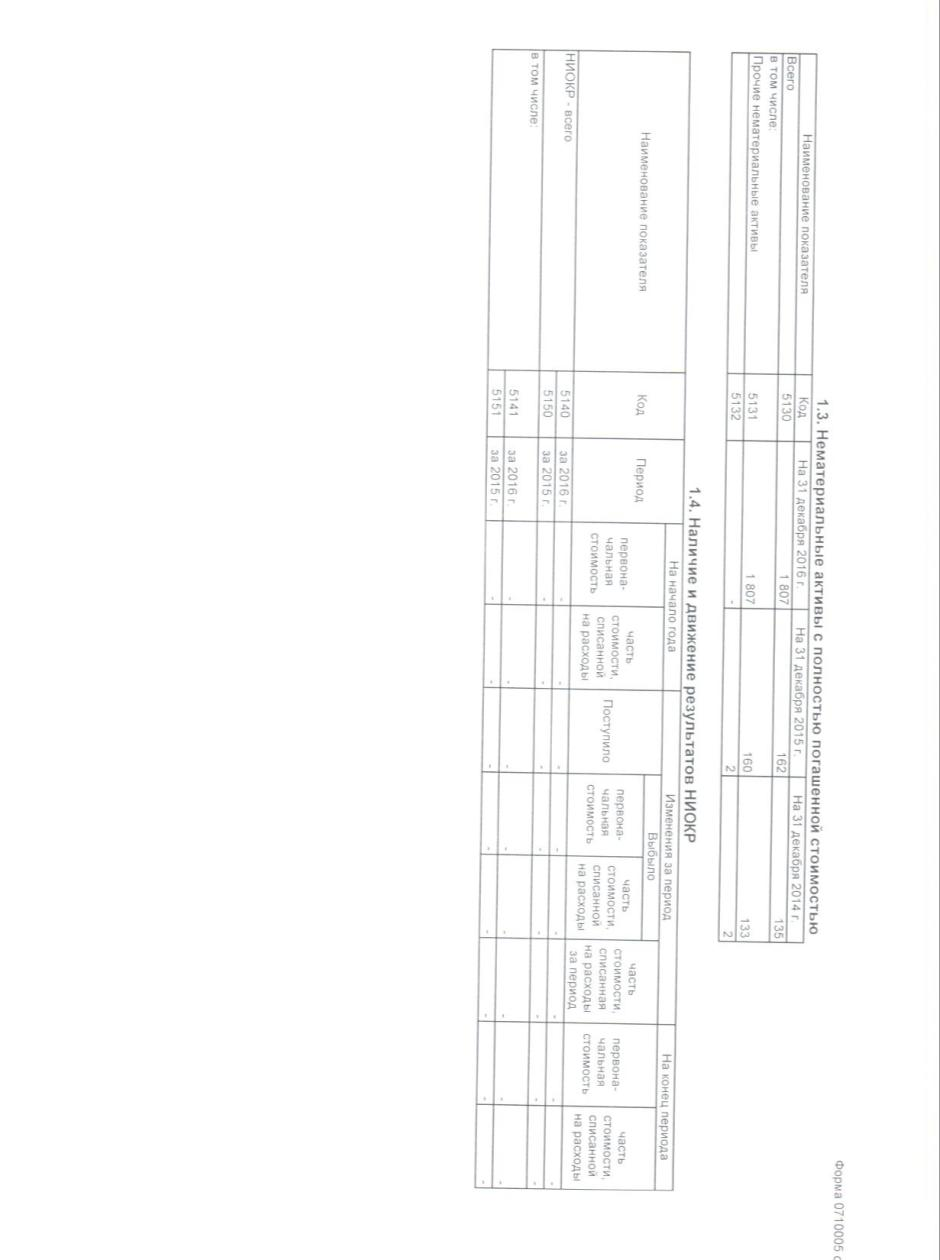 Форма 0710005
1.3. Нематериальные активы с полностью погашенной стоимостью
Наименование показателя Код На 31 декабря 2016 г. На 31 декабря 2015 г. На 31 декабря 2014 г.
Всего 5130 1 807 162 135
в том числе:
Прочие нематериальные активы 5131 1 807 160 133
5132 - 2 2
1.4. Наличие и движение результатов НИОКР
Наименование показателя Код Период На начало года Изменения за период На конец периода
первона-
чальная
стоимость
часть
стоимости,
списанной
на расходы
Поступило
Выбыло
первона-
чальная
стоимость
часть
стоимости,
списанной
на расходы
часть
стоимости,
списанная
на расходы
за период
первона-
чальная
стоимость
часть
стоимости,
списанной
на расходы
НИОКР - всего 5140 за 2016 г. - - - - - - - -
5150 за 2015 г. - - - - - - - -
в том числе:
5141 за 2016 г. - - - - - - - -
5151 за 2015 г. - - - - - - - -